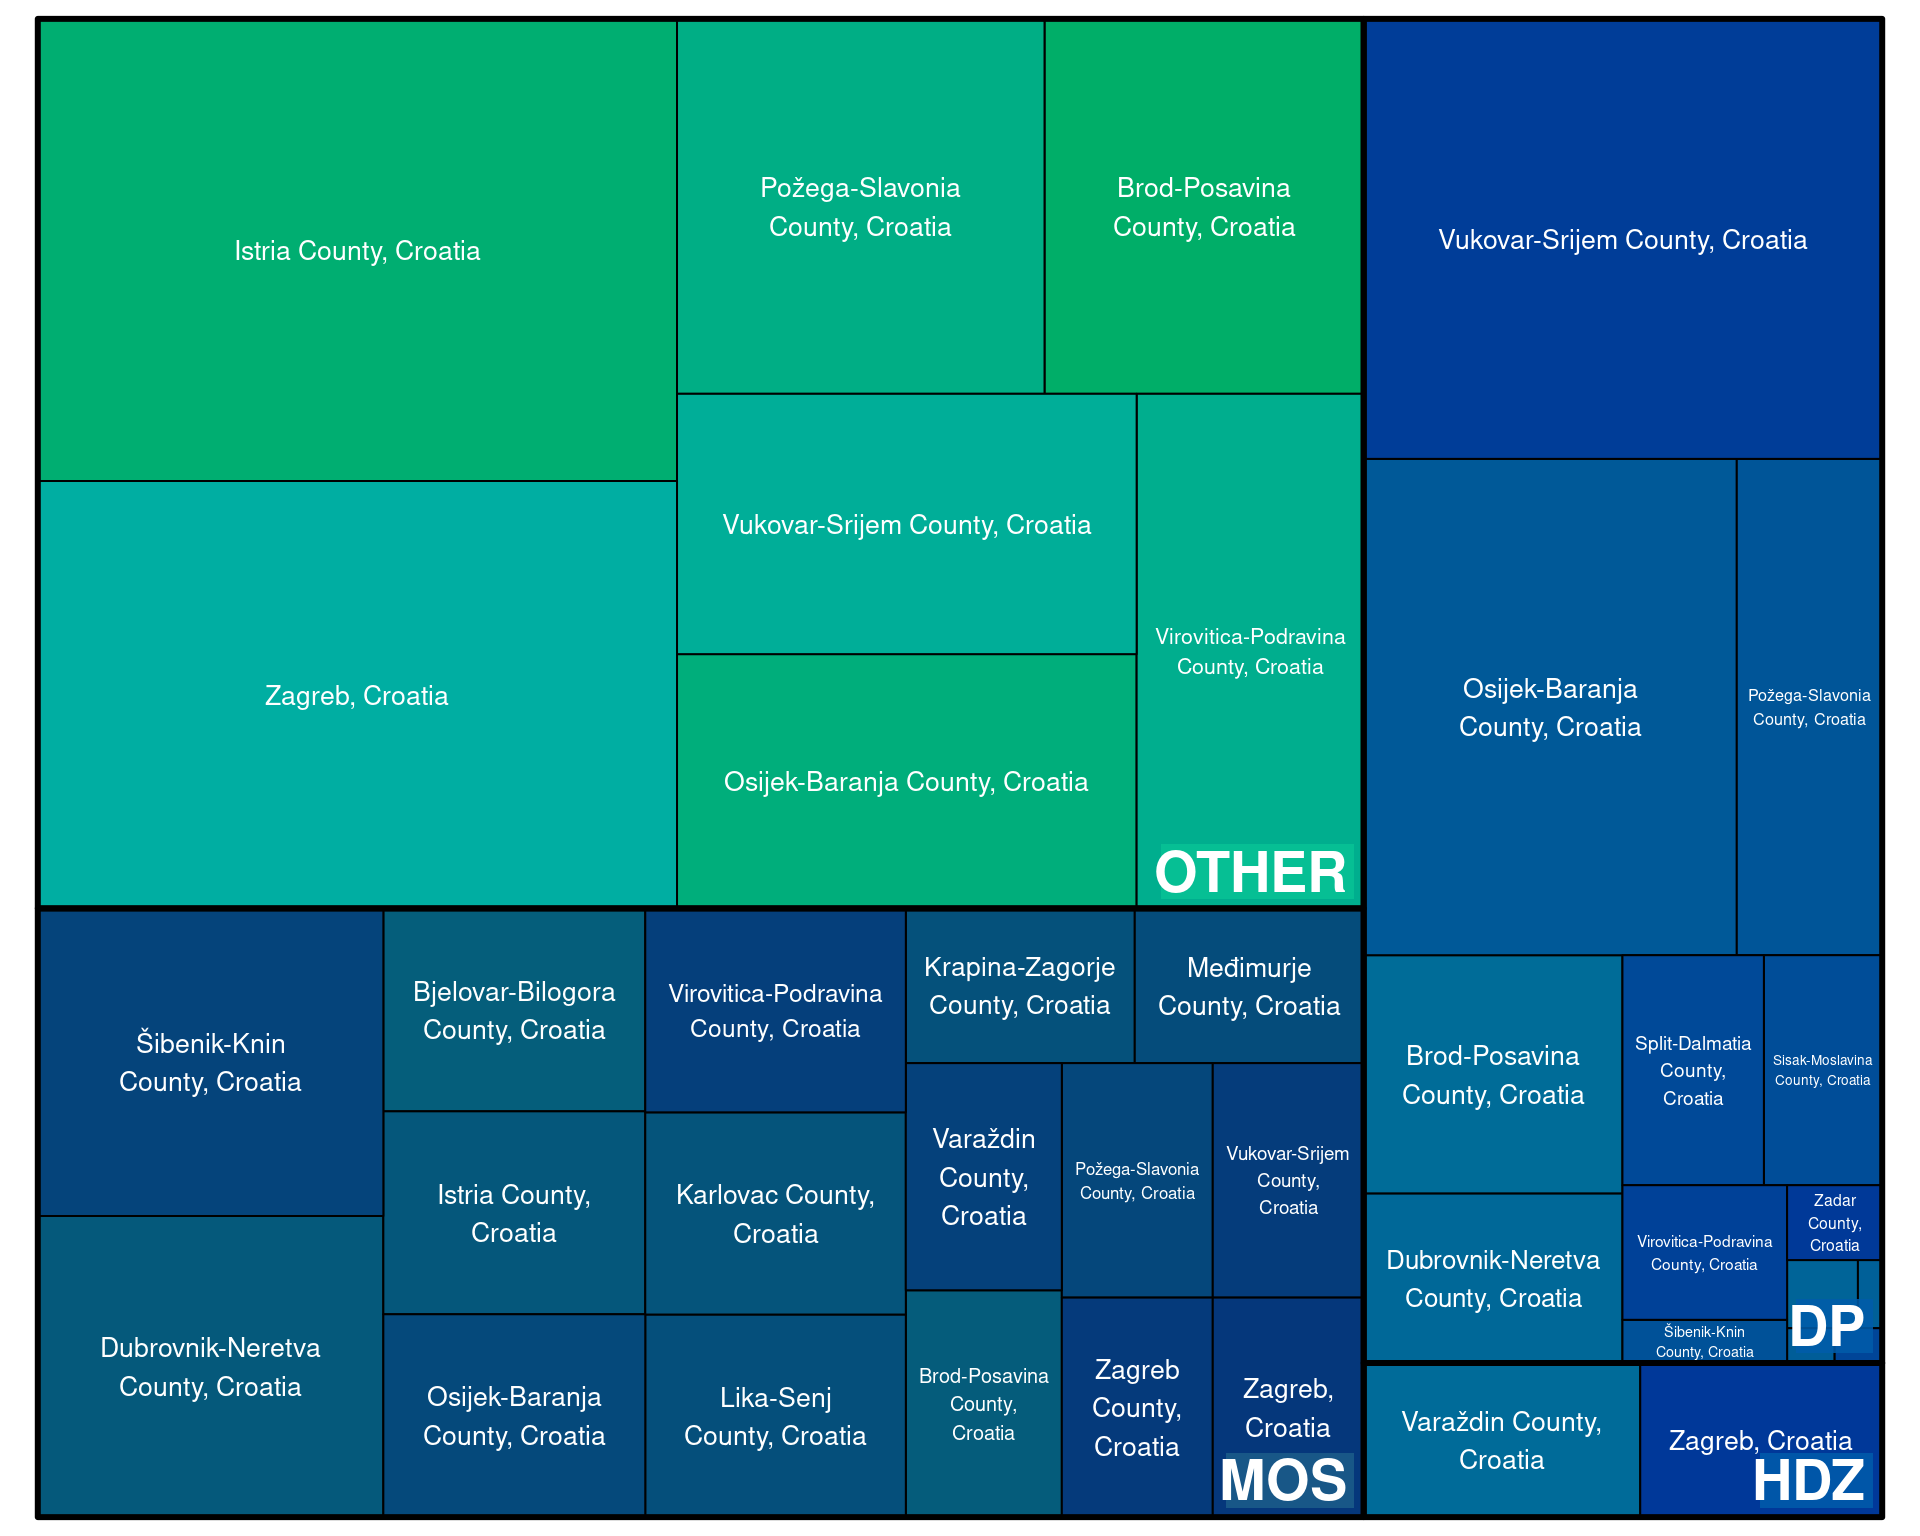 Istria County, Croatia
Požega-Slavonia
County, Croatia
Brod-Posavina
County, Croatia
Vukovar-Srijem County, Croatia
Zagreb, Croatia
Vukovar-Srijem County, Croatia
Osijek-Baranja County, Croatia
Virovitica-Podravina
County, Croatia
OTHER
Osijek-Baranja
County, Croatia
Požega-Slavonia
County, Croatia
Šibenik-Knin
County, Croatia
Dubrovnik-Neretva
County, Croatia
Bjelovar-Bilogora
County, Croatia
Istria County,
Croatia
Osijek-Baranja
County, Croatia
Virovitica-Podravina
County, Croatia
Karlovac County,
Croatia
Lika-Senj
County, Croatia
Krapina-Zagorje
County, Croatia
Međimurje
County, Croatia
Varaždin
County,
Croatia
Požega-Slavonia
County, Croatia
Vukovar-Srijem
County,
Croatia
Brod-Posavina
County,
Croatia
Zagreb
County,
Croatia
Zagreb,
Croatia
MOS
Brod-Posavina
County, Croatia
Dubrovnik-Neretva
County, Croatia
Split-Dalmatia
County,
Croatia
Sisak-Moslavina
County, Croatia
Virovitica-Podravina
County, Croatia
Zadar
County,
Croatia
Šibenik-Knin
County, Croatia
DP
Varaždin County,
Croatia
Zagreb, Croatia
HDZ